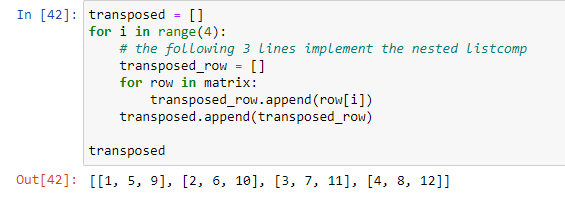 In [42]: transposed = []
for i in range(4):
    # the following 3 lines implement the nested listcomp
    transposed_row = []
    for row in matrix:
        transposed_row.append(row[i])
    transposed.append(transposed_row)

transposed
Out[42]: [[1, 5, 9], [2, 6, 10], [3, 7, 11], [4, 8, 12]]